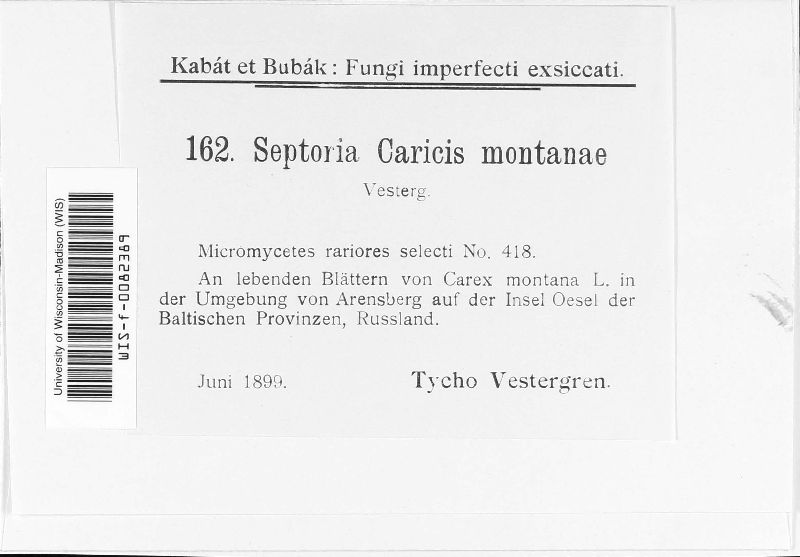 Kabát et Bubák: Fungi imperfecti exsiccati.
162. Septoria Caricis montanae
Vesterg.
Micromycetes rariores selecti No. 418.
An lebenden Blättern von Carex montana L. in
der Umgebung von Arensberg auf der Insel Oesel der
Baltischen Provinzen, Russland.
Juni 1899.
Tycho Vestergren.
University of Wisconsin-Madison (WIS)
WIS-f-0082369